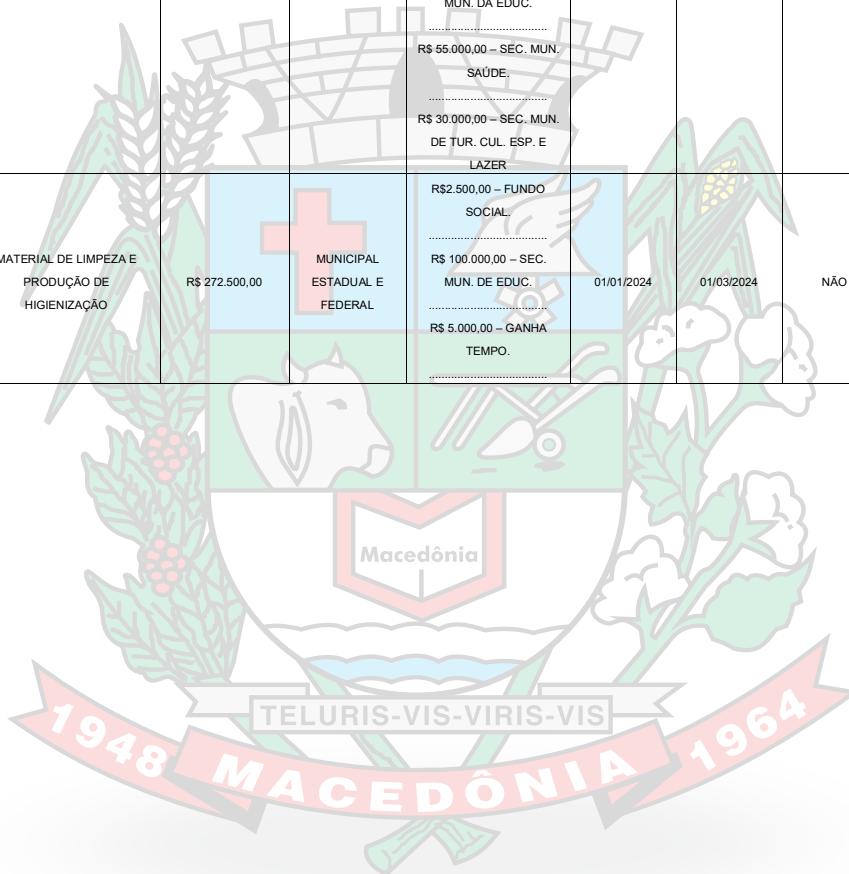 MUN. DA EDUC.
......................................
R$ 55.000,00 – SEC. MUN.
SAÚDE.
......................................
R$ 30.000,00 – SEC. MUN.
DE TUR. CUL. ESP. E
LAZER
MATERIAL DE LIMPEZA E
PRODUÇÃO DE
HIGIENIZAÇÃO
R$ 272.500,00
MUNICIPAL
ESTADUAL E
FEDERAL
R$2.500,00 – FUNDO
SOCIAL.
......................................
R$ 100.000,00 – SEC.
MUN. DE EDUC.
......................................
R$ 5.000,00 – GANHA
TEMPO.
......................................
01/01/2024
01/03/2024
NÃO
Macedônia
TELURIS-VIS-VIRIS-VIS
1948 MACEDÔNIA 1964